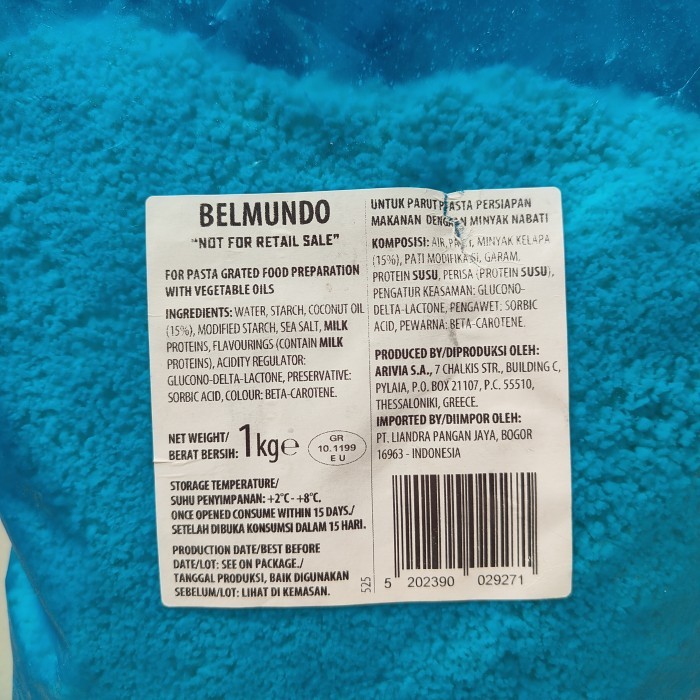 BELMUNDO
"NOT FOR RETAIL SALE"
FOR PASTA GRATED FOOD PREPARATION
WITH VEGETABLE OILS
INGREDIENTS: WATER, STARCH, COCONUT OIL
(15%), MODIFIED STARCH, SEA SALT, MILK
PROTEINS, FLAVOURINGS (CONTAIN MILK
PROTEINS), ACIDITY REGULATOR:
GLUCONO-DELTA-LACTONE, PRESERVATIVE:
SORBIC ACID, COLOUR: BETA-CAROTENE.
NET WEIGHT/
BERAT BERSIH: 1kg e
GR
10.1199
EU
STORAGE TEMPERATURE/
SUHU PENYIMPANAN: +2°C - +8°C.
ONCE OPENED CONSUME WITHIN 15 DAYS./
SETELAH DIBUKA KONSUMSI DALAM 15 HARI.
PRODUCTION DATE/BEST BEFORE
DATE/LOT: SEE ON PACKAGE./
TANGGAL PRODUKSI, BAIK DIGUNAKAN
SEBELUM/LOT: LIHAT DI KEMASAN.
525
UNTUK PARUT PASTA PERSIAPAN
MAKANAN DENGAN MINYAK NABATI
KOMPOSISI: AIR, PATI, MINYAK KELAPA
(15%), PATI MODIFIKASI, GARAM,
PROTEIN SUSU, PERISA (PROTEIN SUSU),
PENGATUR KEASAMAN: GLUCONO-
DELTA-LACTONE, PENGAWET: SORBIC
ACID, PEWARNA: BETA-CAROTENE.
PRODUCED BY/DIPRODUKSI OLEH:
ARIVIA S.A., 7 CHALKIS STR., BUILDING C,
PYLAIA, P.O. BOX 21107, P.C. 55510,
THESSALONIKI, GREECE.
IMPORTED BY/DIIMPOR OLEH:
PT. LIANDRA PANGAN JAYA, BOGOR
16963 - INDONESIA
5 202390 029271